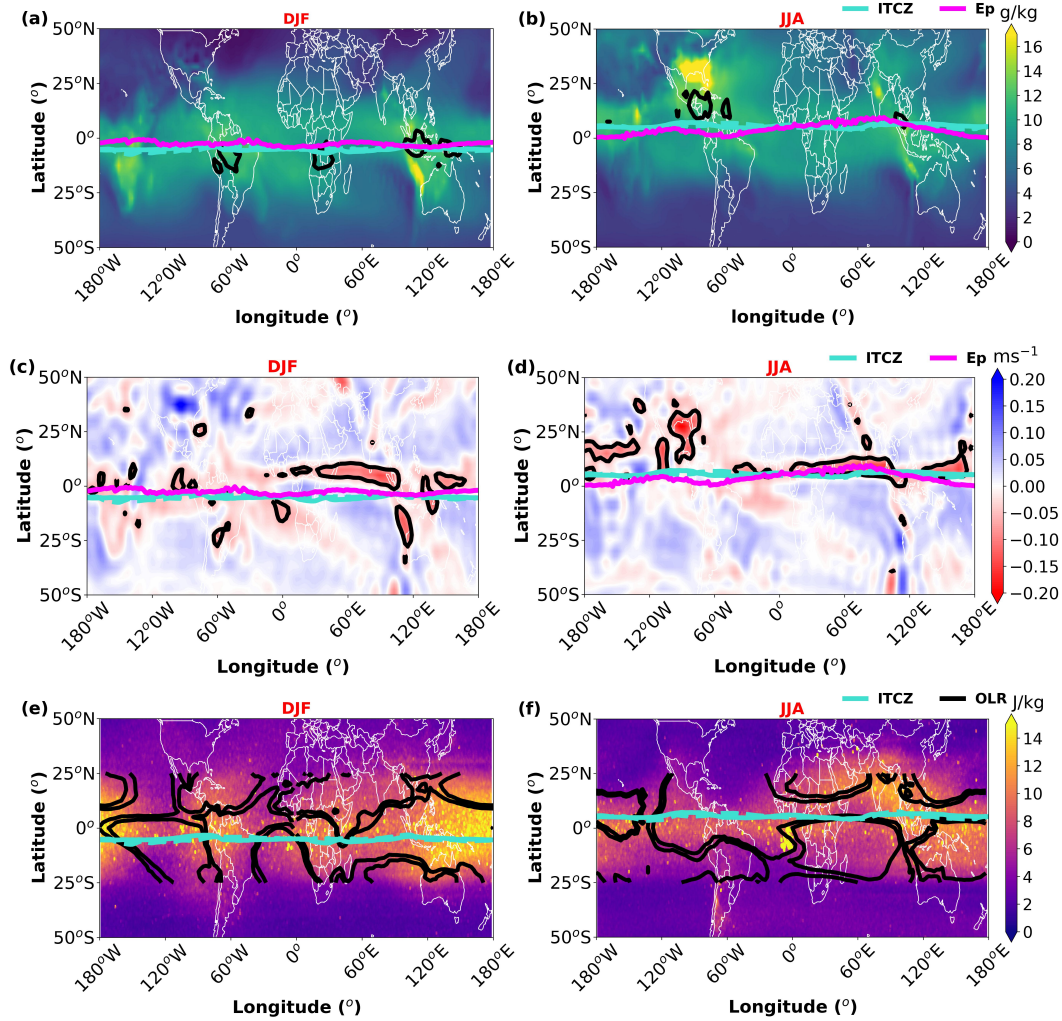 (a) DJF (b) JJA ITCZ Ep g/kg
50°N 50°N 16
25°N 25°N 14
12
0° 0° 10
8
25°S 25°S 6
4
2
50°S 50°S 0
Latitude (°) Latitude (°)
180°W 12°0W 60°W 0° 60°E 120°E 180°E 180°W 12°0W 60°W 0° 60°E 120°E 180°E
longitude (°) longitude (°)
(c) DJF (d) JJA ITCZ Ep ms⁻¹
50°N 50°N 0.20
0.15
25°N 25°N 0.10
0.05
0° 0° 0.00
−0.05
25°S 25°S −0.10
−0.15
50°S 50°S −0.20
Latitude (°) Latitude (°)
180°W 12°0W 60°W 0° 60°E 120°E 180°E 180°W 12°0W 60°W 0° 60°E 120°E 180°E
Longitude (°) Longitude (°)
(e) DJF (f) JJA ITCZ OLR J/kg
50°N 50°N 14
25°N 25°N 12
10
0° 0° 8
6
25°S 25°S 4
2
50°S 50°S 0
Latitude (°) Latitude (°)
180°W 12°0W 60°W 0° 60°E 120°E 180°E 180°W 12°0W 60°W 0° 60°E 120°E 180°E
Longitude (°) Longitude (°)